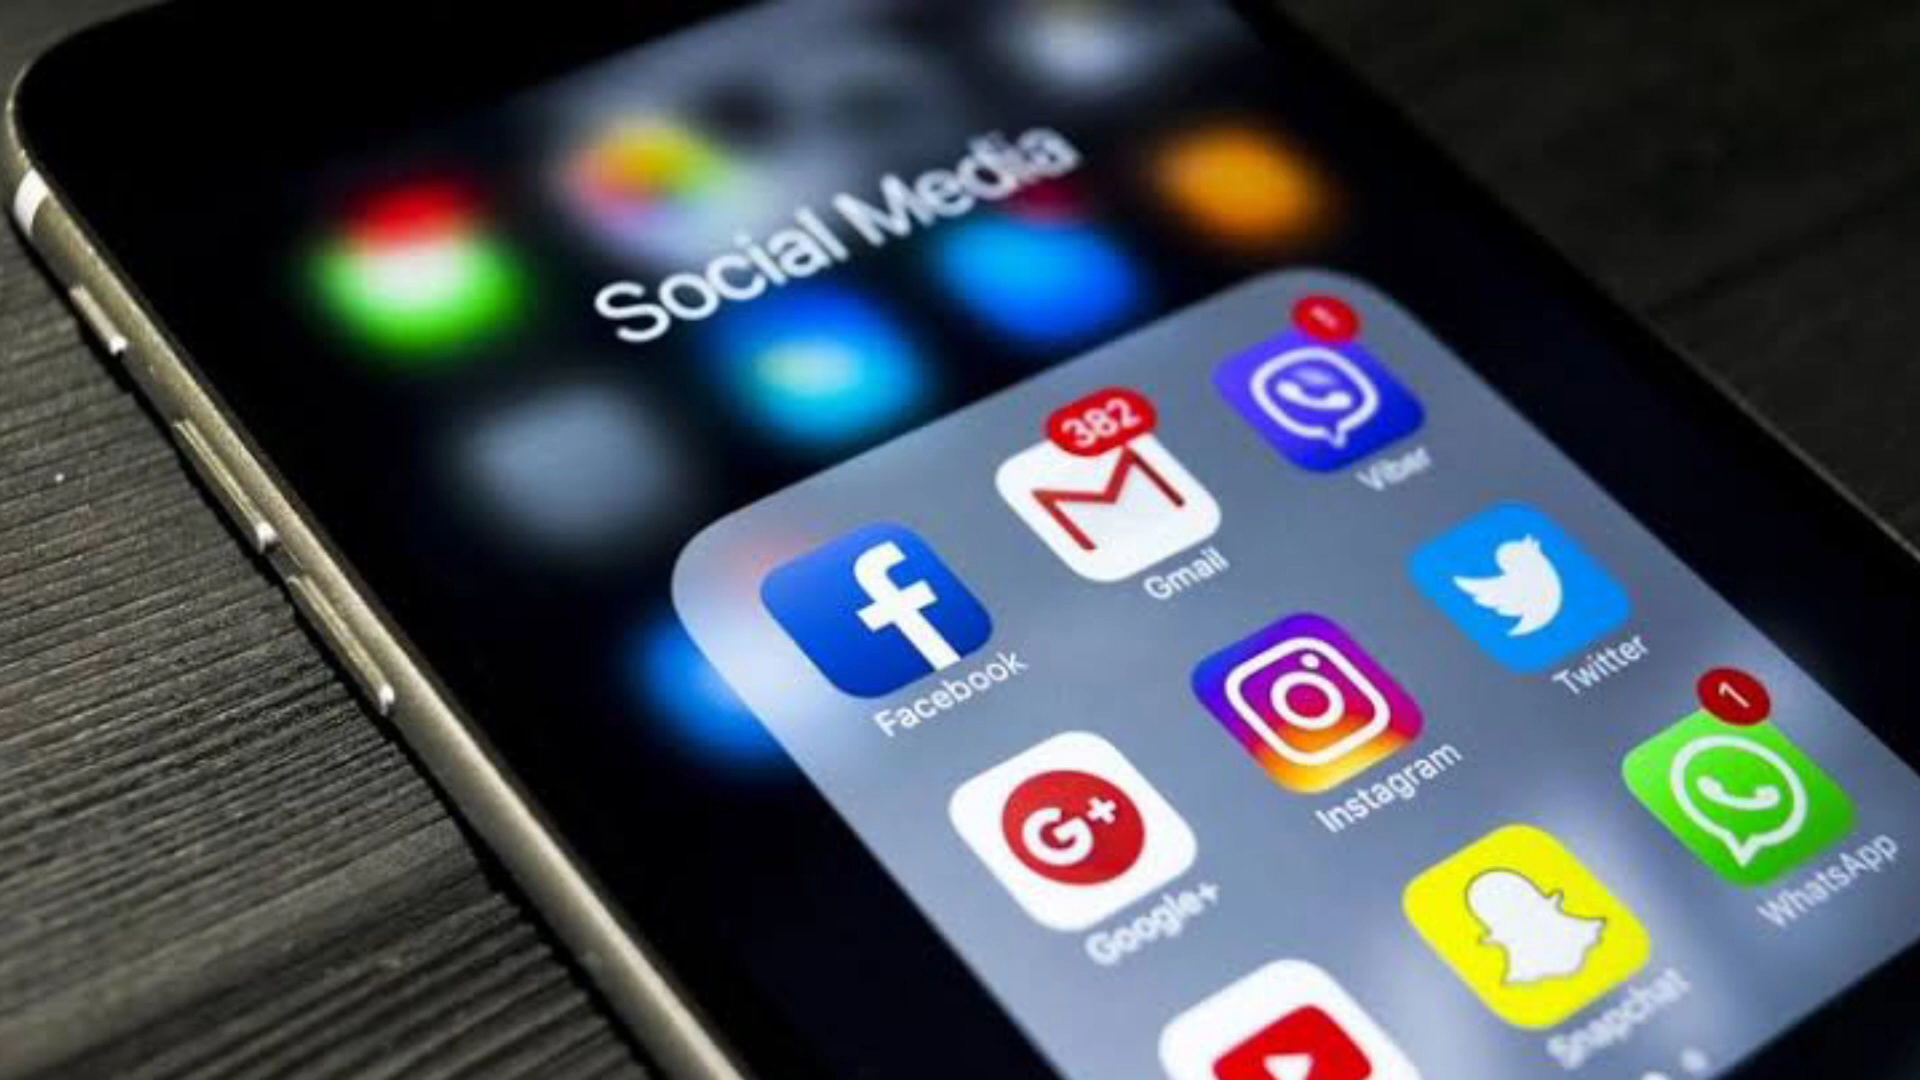 Social Media
1
382
Viber
Gmail
f
Facebook
Twitter
Instagram
G+
Google+
1
WhatsApp
Snapchat